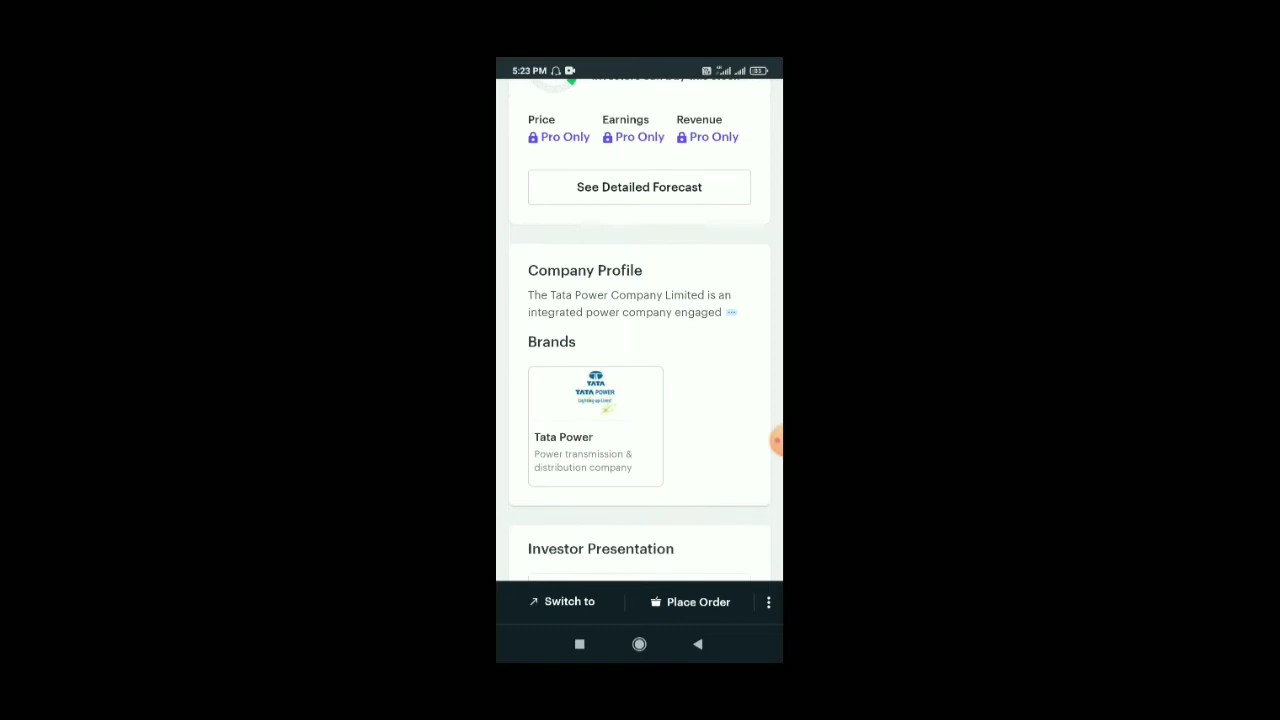 5:23 PM
Price Earnings Revenue
Pro Only Pro Only Pro Only
See Detailed Forecast
Company Profile
The Tata Power Company Limited is an
integrated power company engaged ...
Brands
TATA
TATA POWER
Tata Power
Power transmission &
distribution company
Investor Presentation
Switch to Place Order